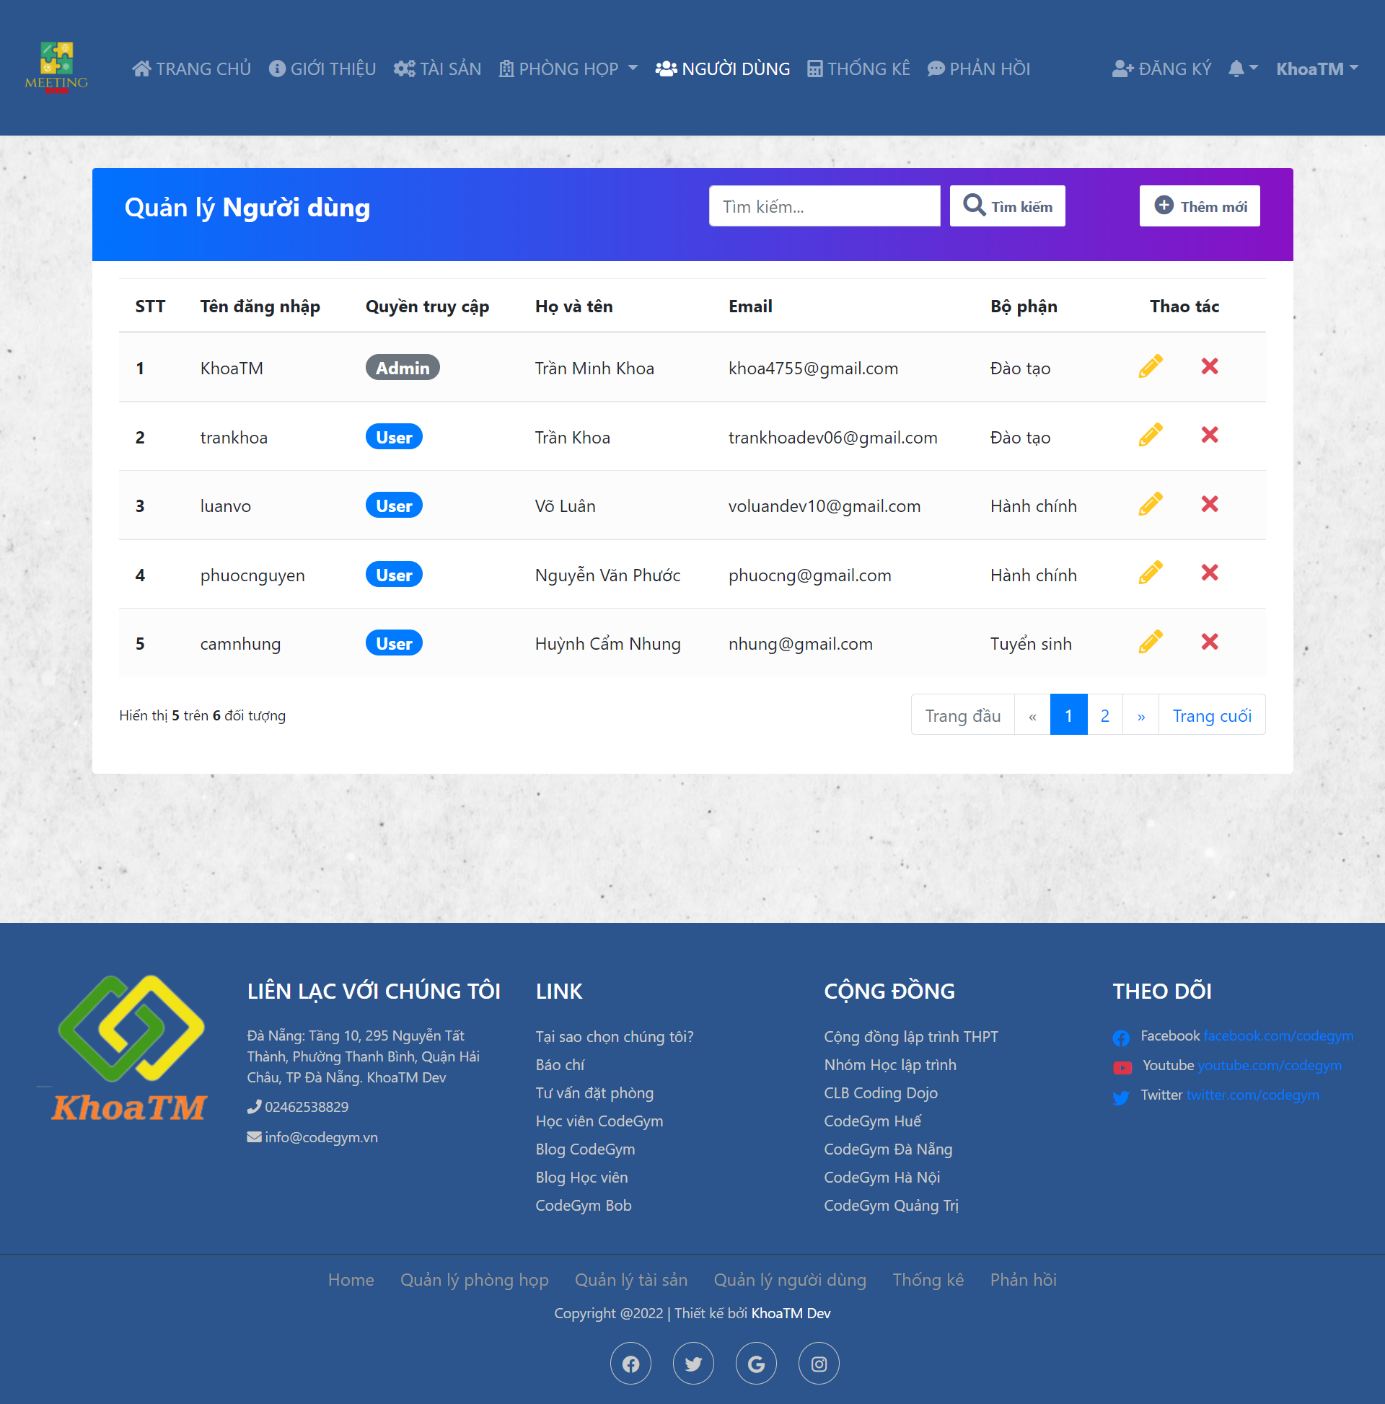 MEETING
TRANG CHỦ GIỚI THIỆU TÀI SẢN PHÒNG HỌP NGƯỜI DÙNG THỐNG KÊ PHẢN HỒI ĐĂNG KÝ KhoaTM
Quản lý Người dùng Tìm kiếm... Tìm kiếm Thêm mới
STT Tên đăng nhập Quyền truy cập Họ và tên Email Bộ phận Thao tác
1 KhoaTM Admin Trần Minh Khoa khoa4755@gmail.com Đào tạo
2 trankhoa User Trần Khoa trankhoadev06@gmail.com Đào tạo
3 luanvo User Võ Luân voluandev10@gmail.com Hành chính
4 phuocnguyen User Nguyễn Văn Phước phuocng@gmail.com Hành chính
5 camnhung User Huỳnh Cẩm Nhung nhung@gmail.com Tuyển sinh
Hiển thị 5 trên 6 đối tượng Trang đầu « 1 2 » Trang cuối
KhoaTM
LIÊN LẠC VỚI CHÚNG TÔI
Đà Nẵng: Tầng 10, 295 Nguyễn Tất
Thành, Phường Thanh Bình, Quận Hải
Châu, TP Đà Nẵng. KhoaTM Dev
02462538829
info@codegym.vn
LINK
Tại sao chọn chúng tôi?
Báo chí
Tư vấn đặt phòng
Học viên CodeGym
Blog CodeGym
Blog Học viên
CodeGym Bob
CỘNG ĐỒNG
Cộng đồng lập trình THPT
Nhóm Học lập trình
CLB Coding Dojo
CodeGym Huế
CodeGym Đà Nẵng
CodeGym Hà Nội
CodeGym Quảng Trị
THEO DÕI
Facebook facebook.com/codegym
Youtube youtube.com/codegym
Twitter twitter.com/codegym
Home Quản lý phòng họp Quản lý tài sản Quản lý người dùng Thống kê Phản hồi
Copyright @2022 | Thiết kế bởi KhoaTM Dev